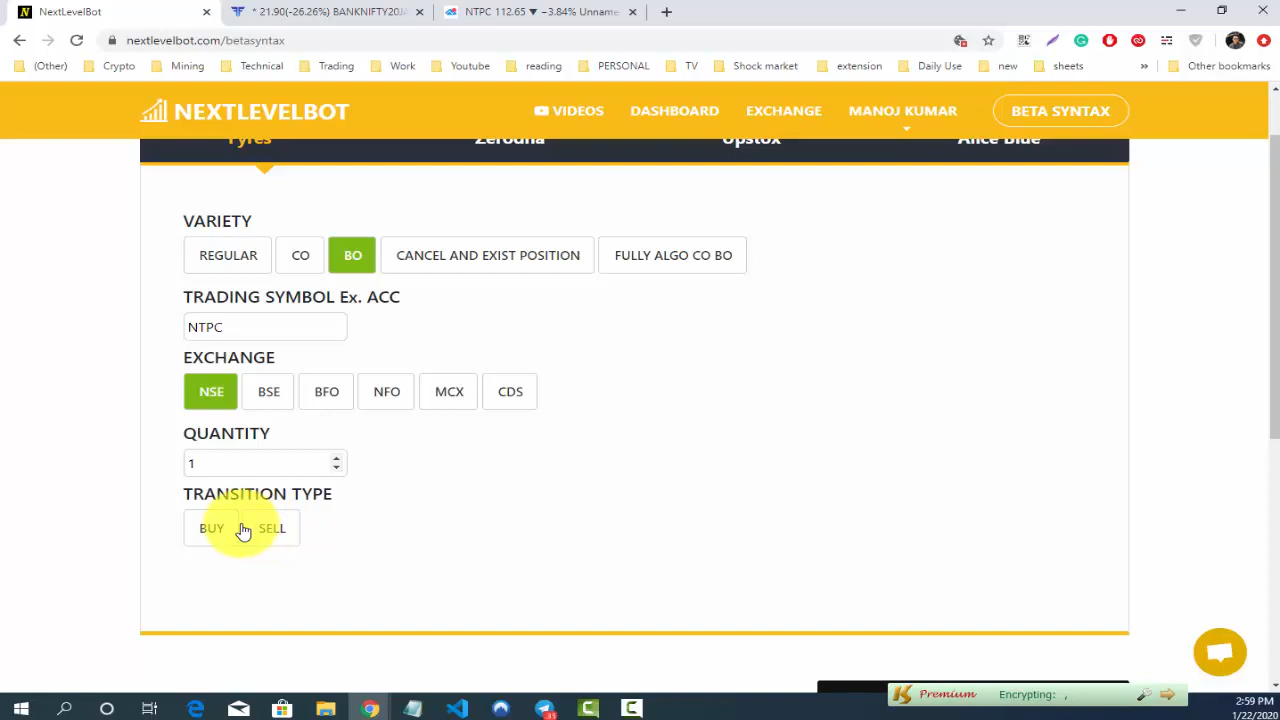 NextLevelBot
* 21.90(-26.26%) BANKNIFTY20JA
NTPC 112.65 ▼ −3.84% Unname
nextlevelbot.com/betasyntax
(Other)
Crypto
Mining
Technical
Trading
Work
Youtube
reading
PERSONAL
TV
Shock market
extension
Daily Use
new
sheets
»
Other bookmarks
NEXTLEVELBOT
VIDEOS
DASHBOARD
EXCHANGE
MANOJ KUMAR
BETA SYNTAX
Fyres
Zerodha
Upstox
Alice Blue
VARIETY
REGULAR
CO
BO
CANCEL AND EXIST POSITION
FULLY ALGO CO BO
TRADING SYMBOL Ex. ACC
NTPC
EXCHANGE
NSE
BSE
BFO
NFO
MCX
CDS
QUANTITY
1
TRANSITION TYPE
BUY
SELL
Premium
Encrypting: ,
2:59 PM
1/22/2020